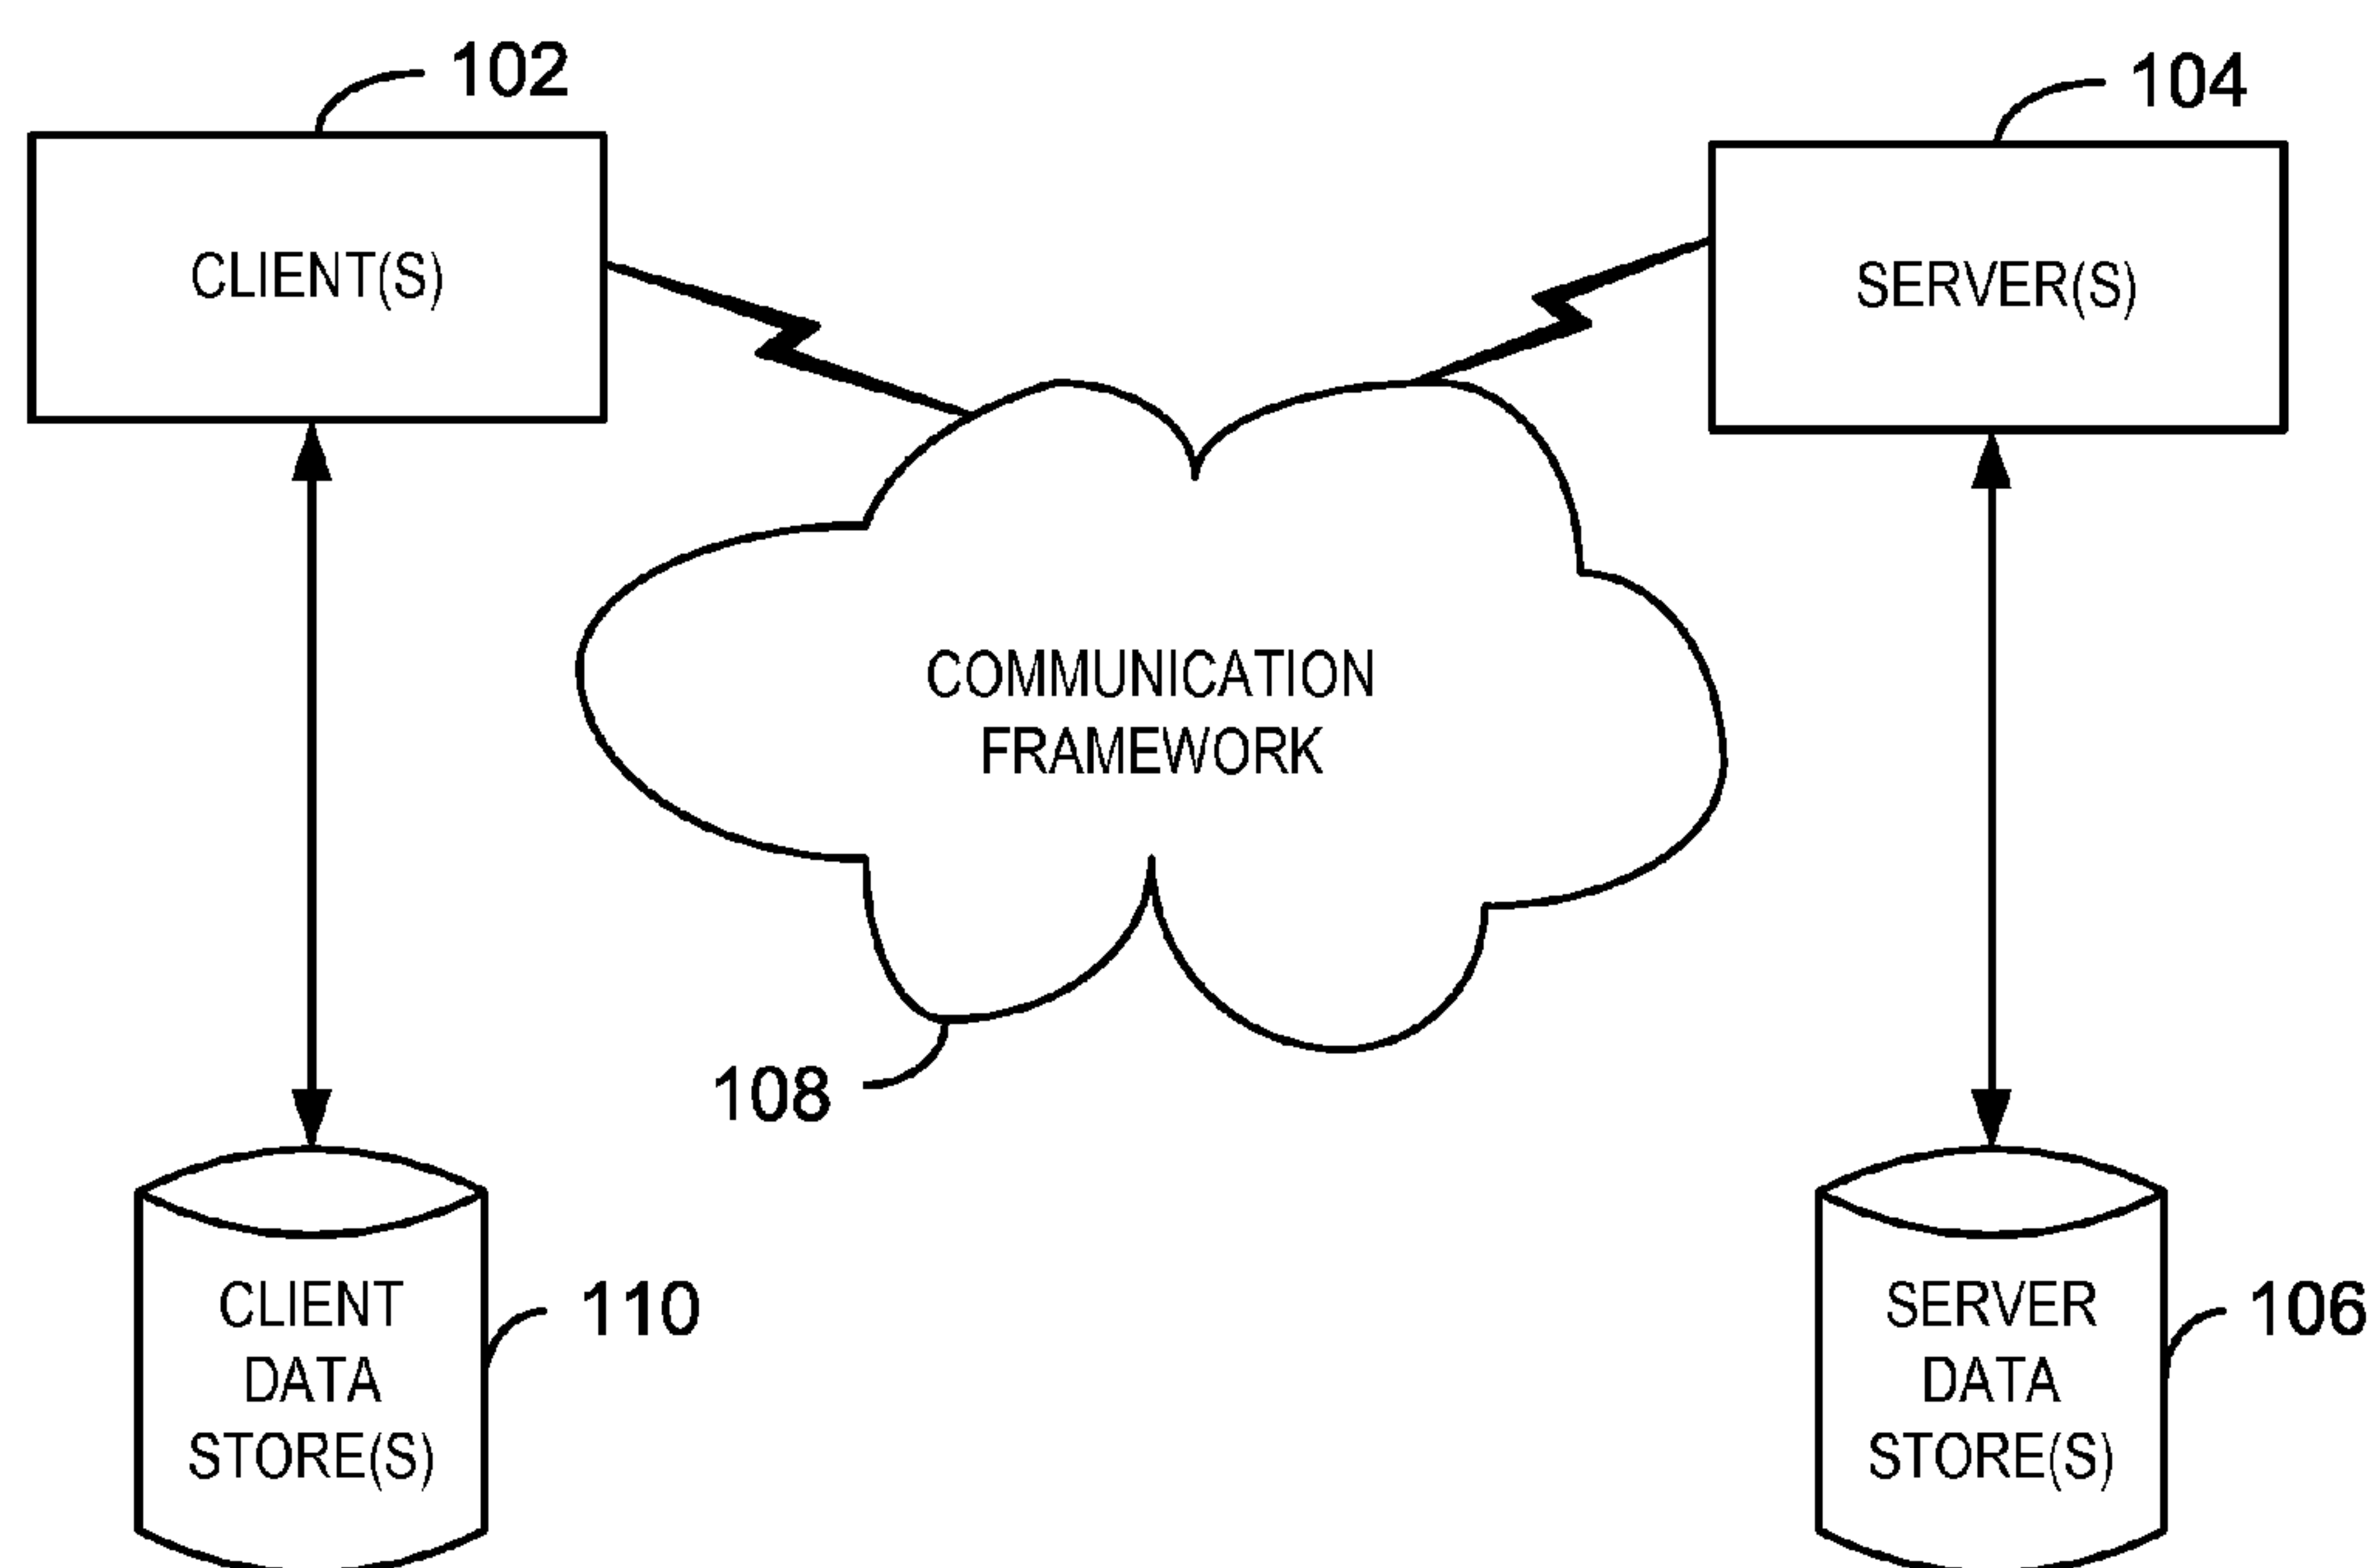 102
104
CLIENT(S)
SERVER(S)
COMMUNICATION
FRAMEWORK
108
CLIENT
DATA
STORE(S)
110
SERVER
DATA
STORE(S)
106